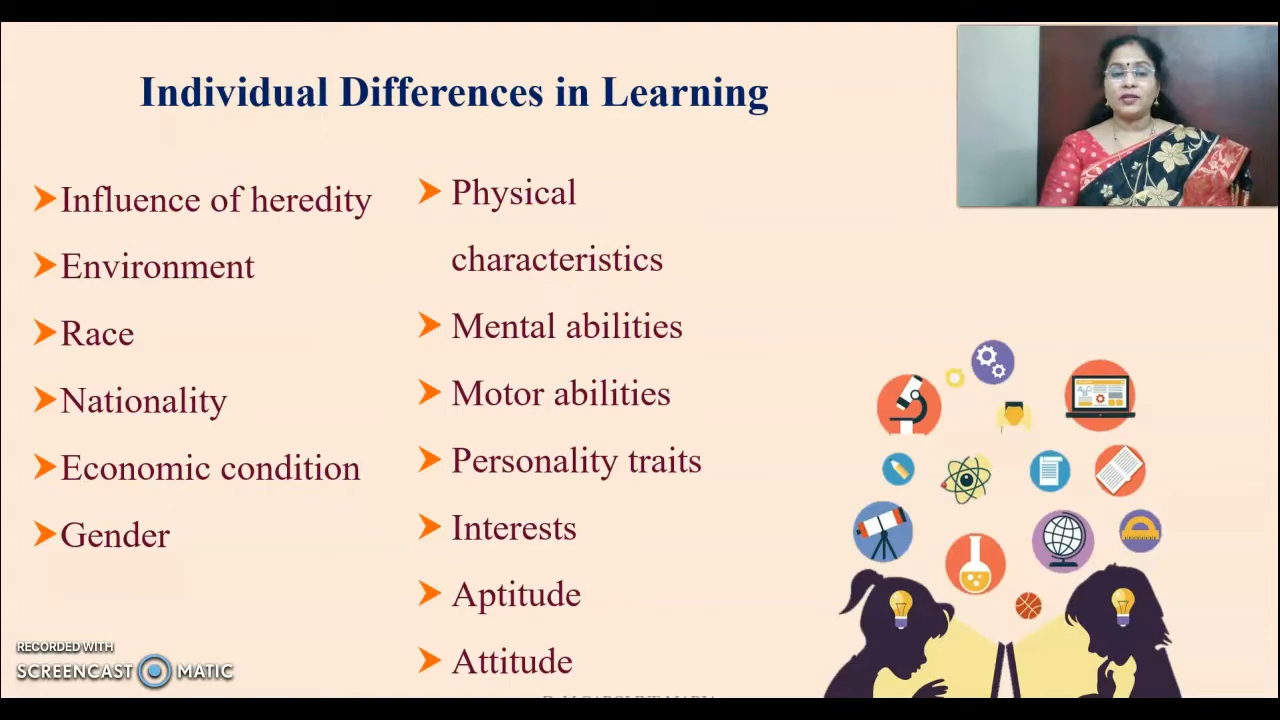 Individual Differences in Learning
Influence of heredity
Environment
Race
Nationality
Economic condition
Gender
Physical
characteristics
Mental abilities
Motor abilities
Personality traits
Interests
Aptitude
Attitude
RECORDED WITH
SCREENCAST MATIC